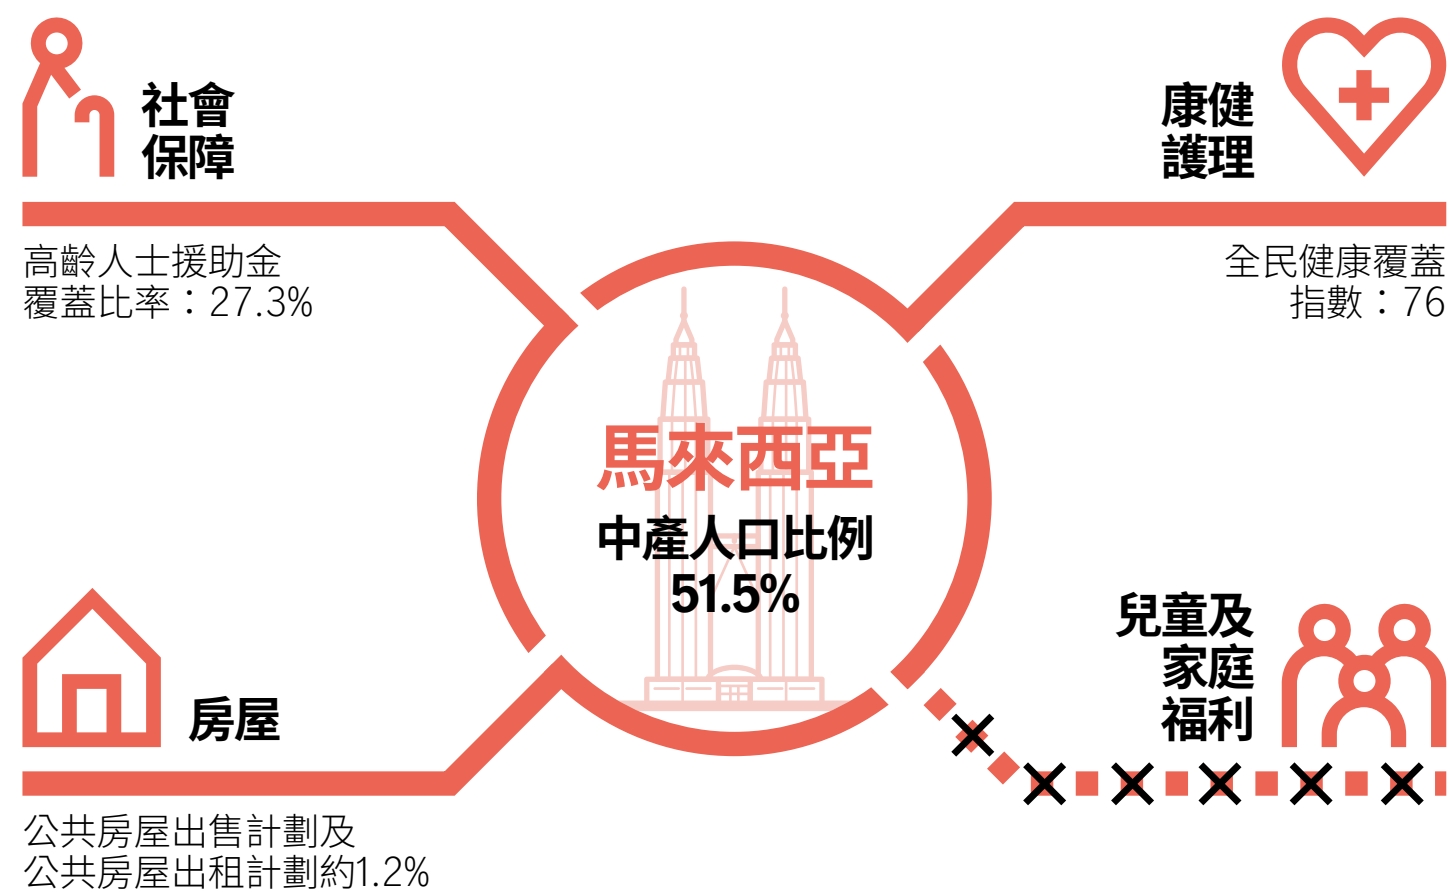 社會
保障
高齡人士援助金
覆蓋比率：27.3%
康健
護理
全民健康覆蓋
指數：76
馬來西亞
中產人口比例
51.5%
房屋
公共房屋出售計劃及
公共房屋出租計劃約1.2%
兒童及
家庭
福利